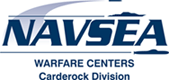 NAVSEA
WARFARE CENTERS
Carderock Division